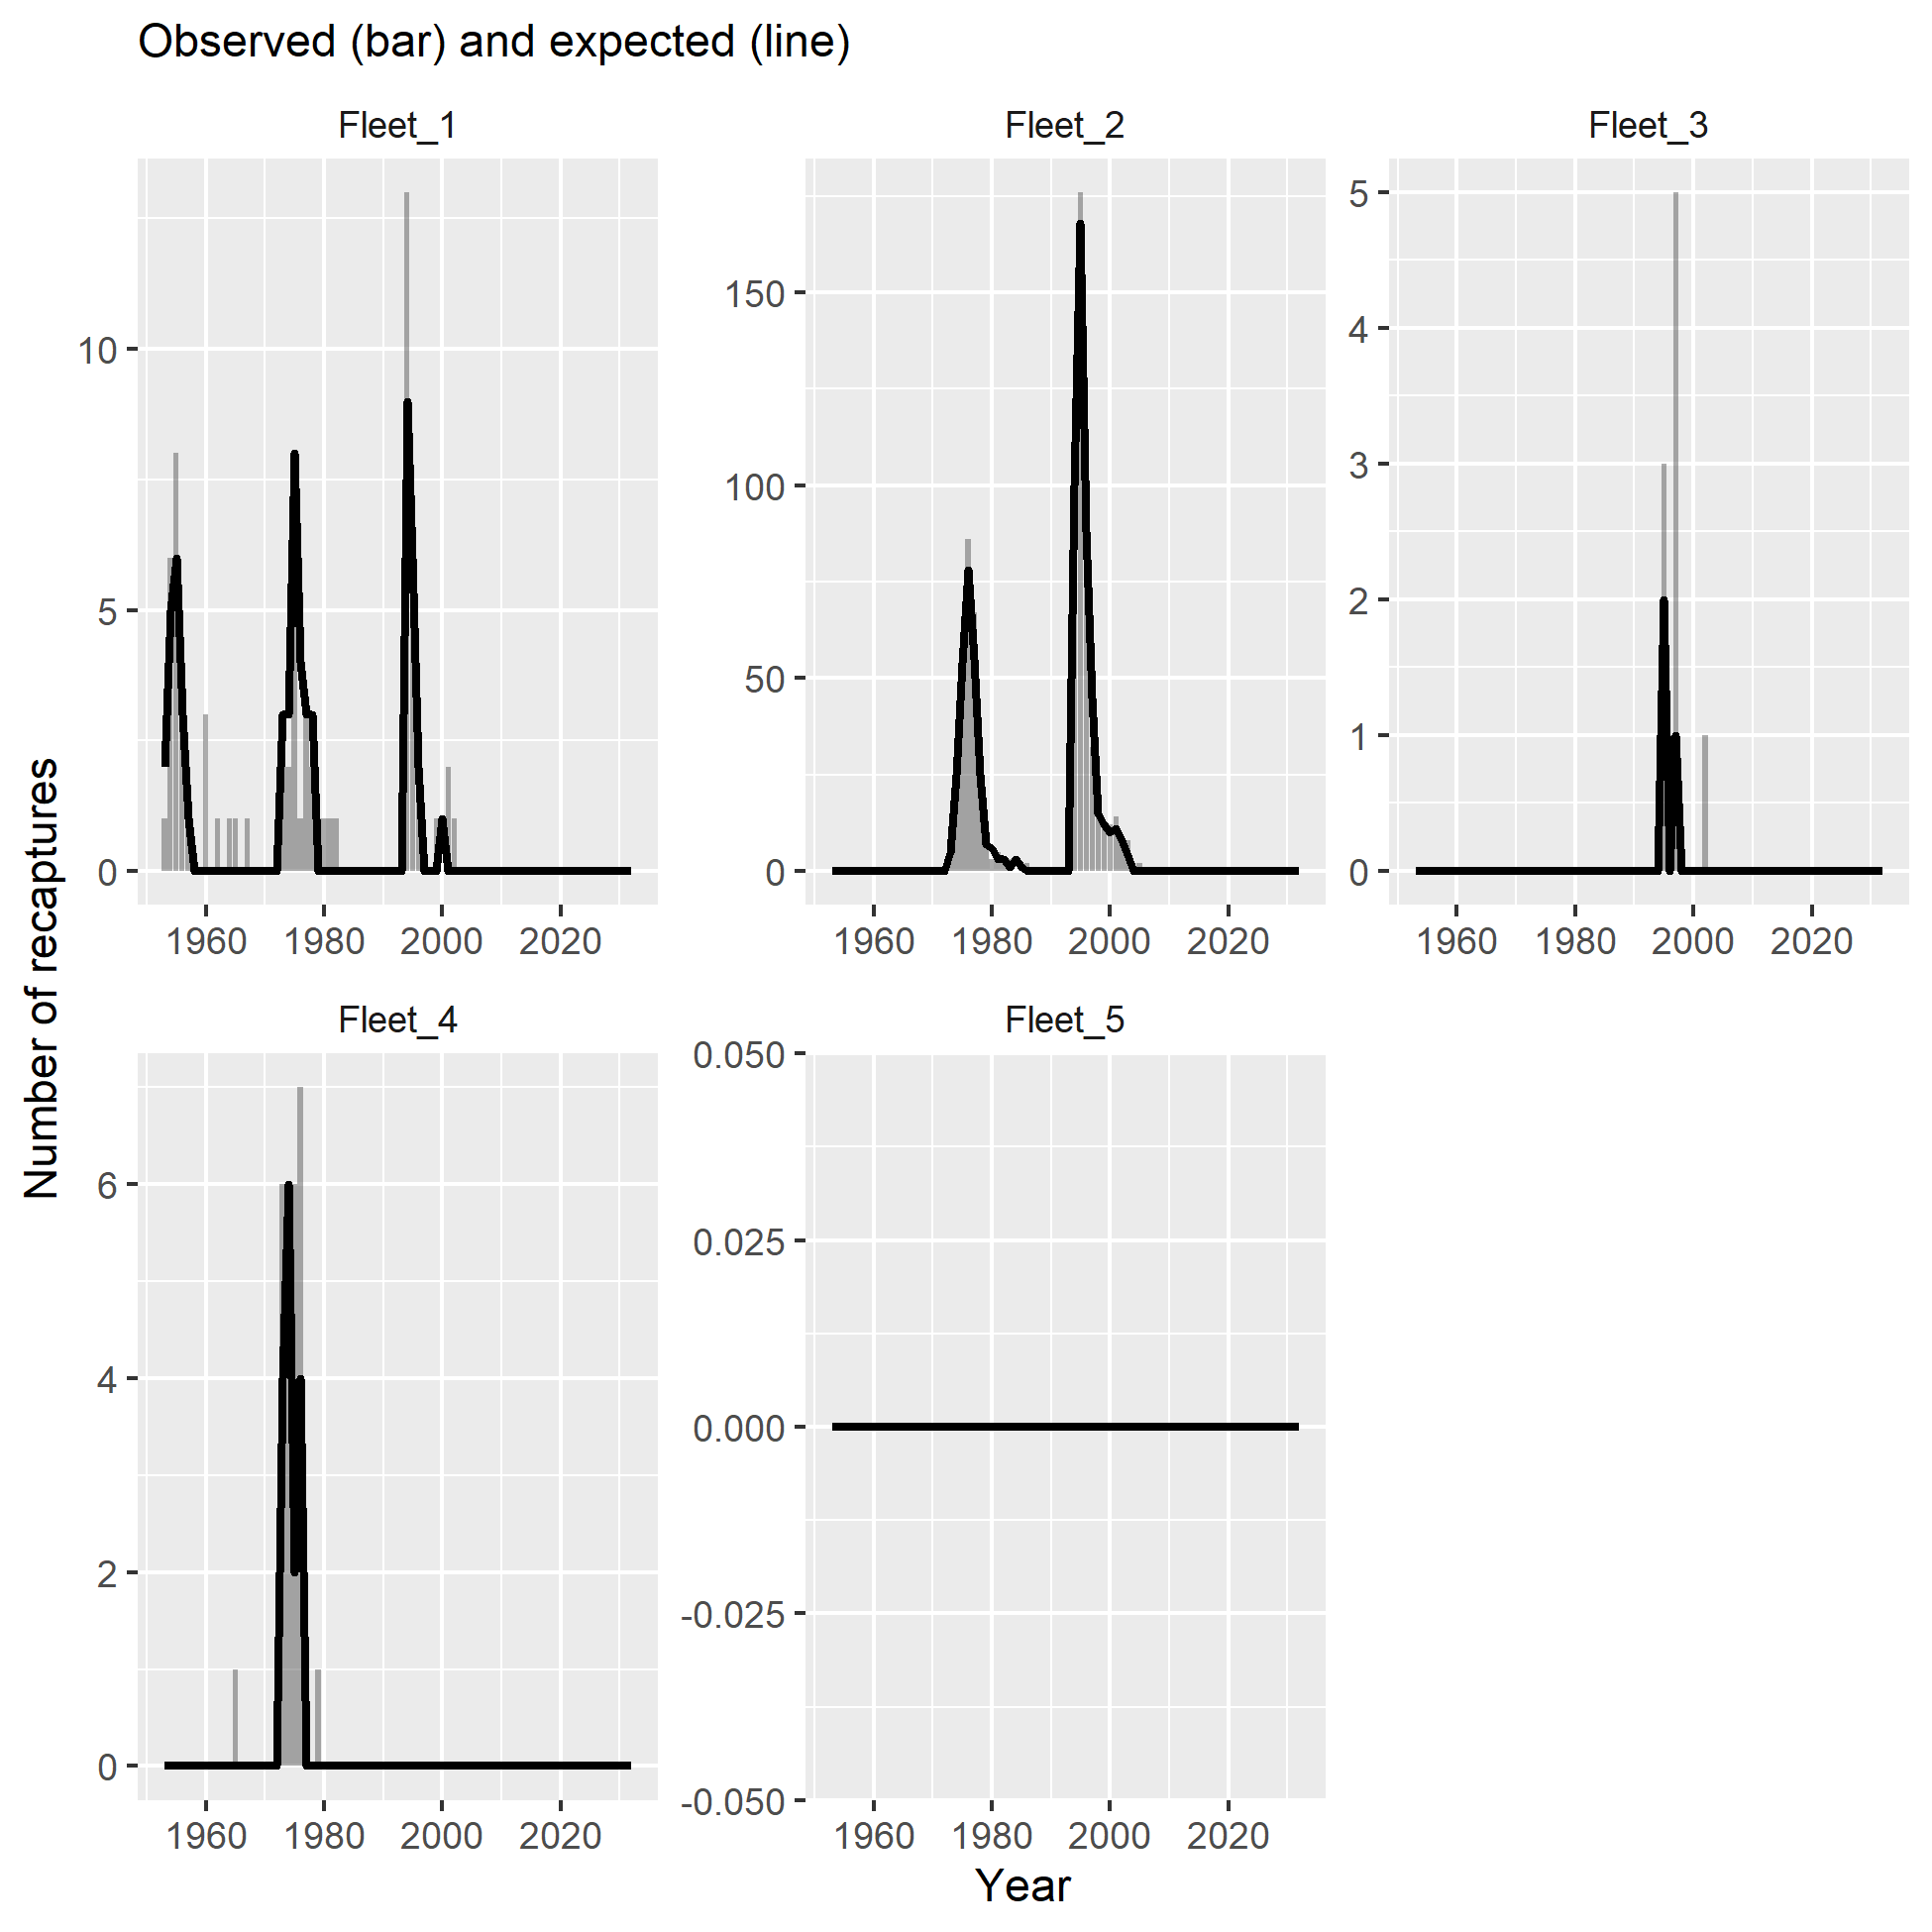 Observed (bar) and expected (line)
Fleet_1
Fleet_2
Fleet_3
10
5
0
150
100
50
0
5
4
3
2
1
0
1960 1980 2000 2020
1960 1980 2000 2020
1960 1980 2000 2020
Number of recaptures
Fleet_4
Fleet_5
6
4
2
0
0.050
0.025
0.000
-0.025
-0.050
1960 1980 2000 2020
1960 1980 2000 2020
Year